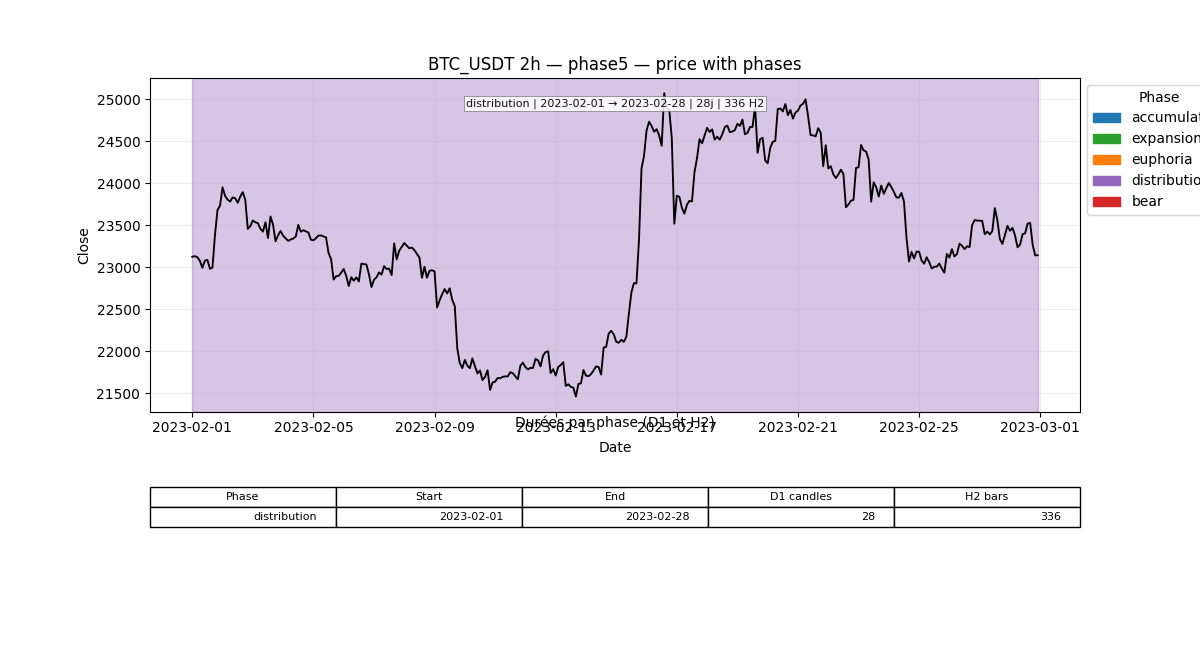 BTC_USDT 2h — phase5 — price with phases
distribution | 2023-02-01 → 2023-02-28 | 28j | 336 H2
Close
25000
24500
24000
23500
23000
22500
22000
21500
Phase
accumulat
expansion
euphoria
distributio
bear
2023-02-01 2023-02-05 2023-02-09 2023-02-13 2023-02-17 2023-02-21 2023-02-25 2023-03-01
Durées par phase (D1 et H2)
Date
Phase Start End D1 candles H2 bars
distribution 2023-02-01 2023-02-28 28 336